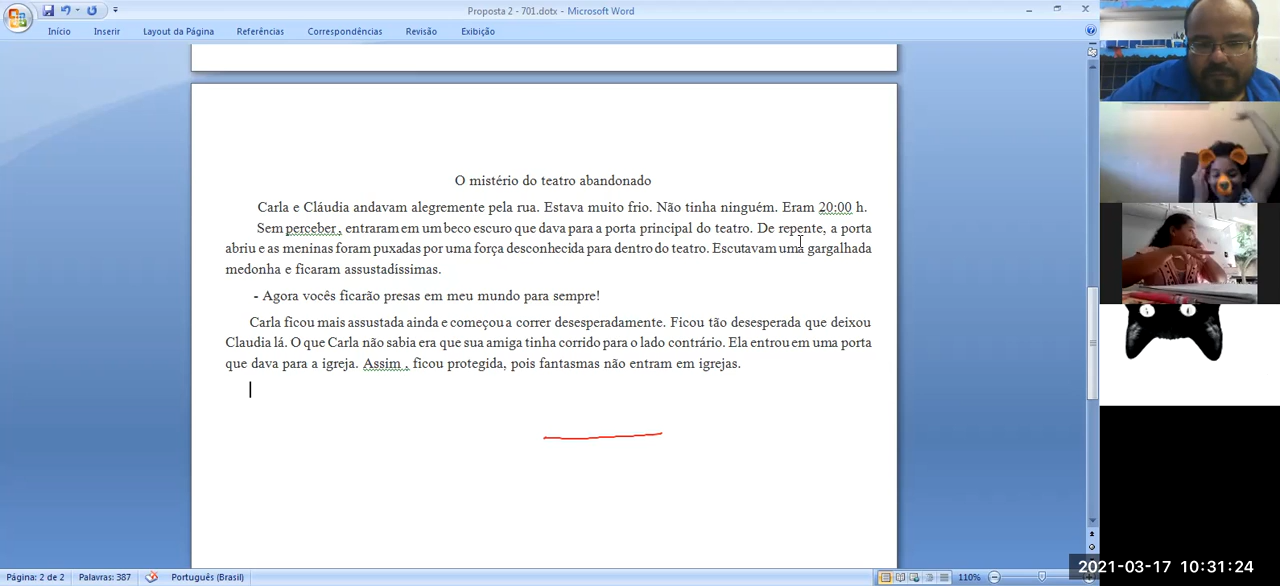 Proposta 2 - 701.dotx - Microsoft Word
Início Inserir Layout da Página Referências Correspondências Revisão Exibição
O mistério do teatro abandonado
Carla e Cláudia andavam alegremente pela rua. Estava muito frio. Não tinha ninguém. Eram 20:00 h.
Sem perceber , entraram em um beco escuro que dava para a porta principal do teatro. De repente, a porta
abriu e as meninas foram puxadas por uma força desconhecida para dentro do teatro. Escutavam uma gargalhada
medonha e ficaram assustadissimas.
- Agora vocês ficarão presas em meu mundo para sempre!
Carla ficou mais assustada ainda e começou a correr desesperadamente. Ficou tão desesperada que deixou
Claudia lá. O que Carla não sabia era que sua amiga tinha corrido para o lado contrário. Ela entrou em uma porta
que dava para a igreja. Assim , ficou protegida, pois fantasmas não entram em igrejas.
Página: 2 de 2 Palavras: 387 Português (Brasil) 110%
2021-03-17 10:31:24